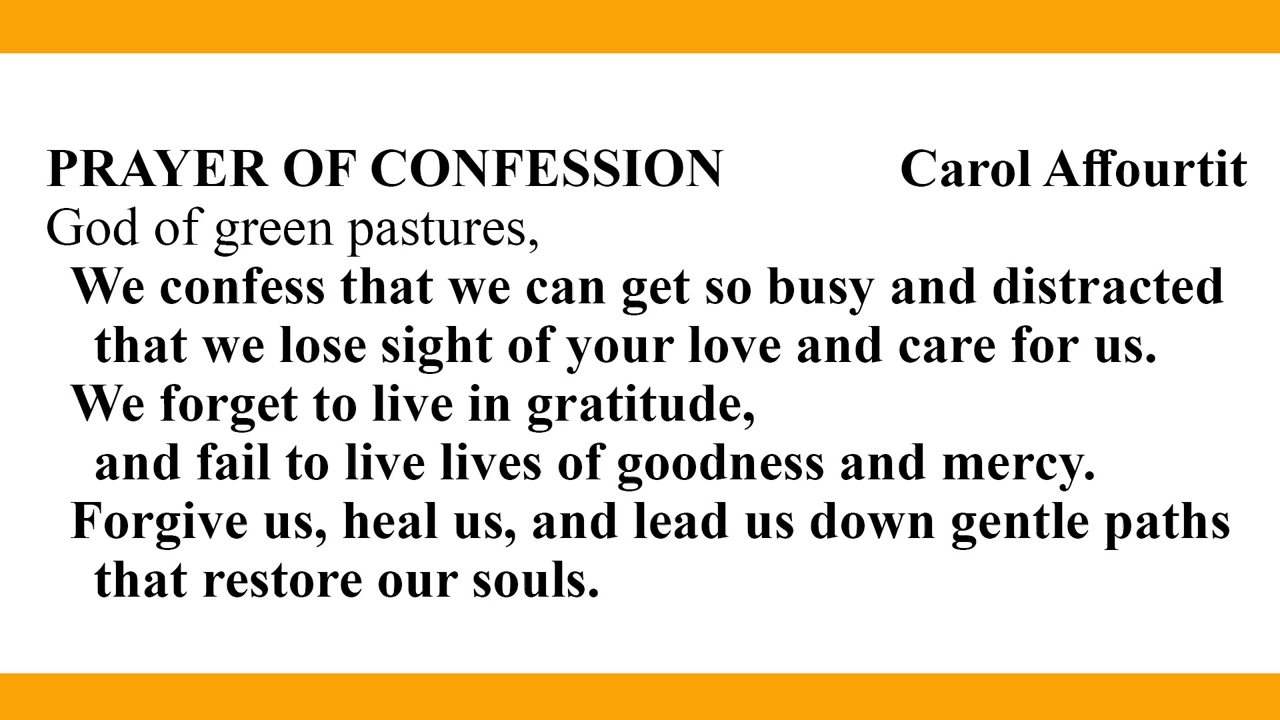 PRAYER OF CONFESSION Carol Affourtit
God of green pastures,
We confess that we can get so busy and distracted
that we lose sight of your love and care for us.
We forget to live in gratitude,
and fail to live lives of goodness and mercy.
Forgive us, heal us, and lead us down gentle paths
that restore our souls.